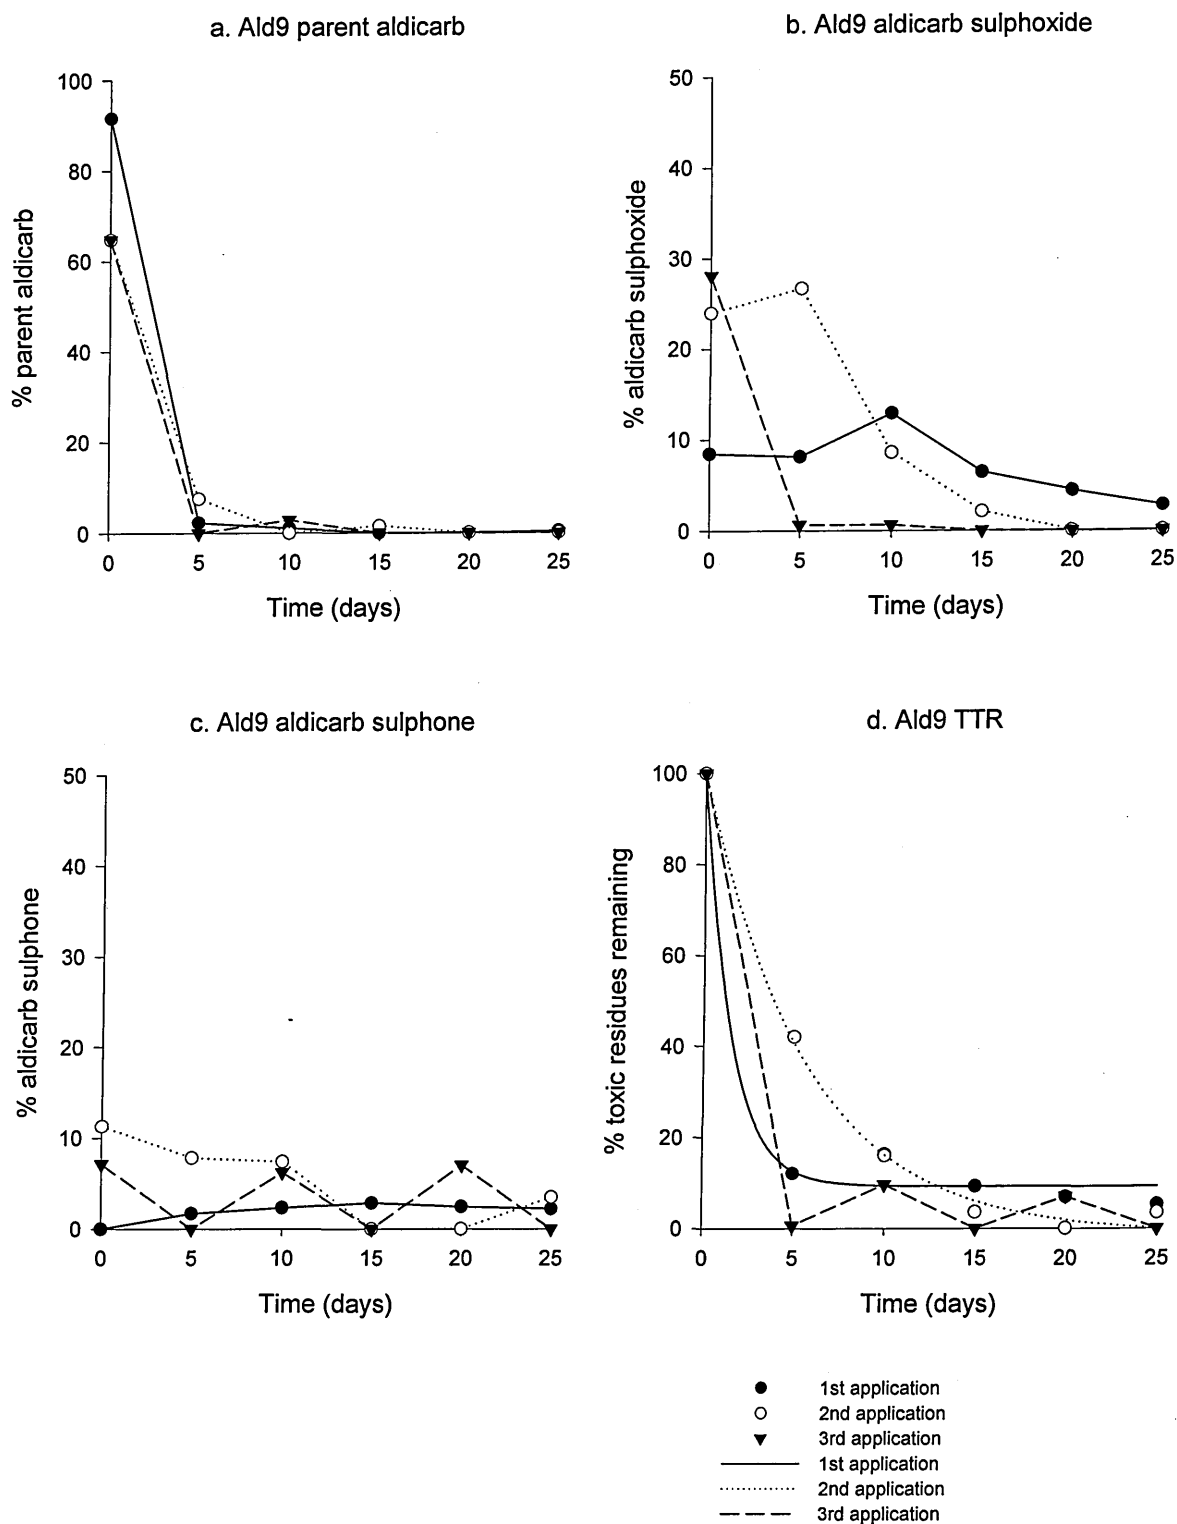 a. Ald9 parent aldicarb
100
80
60
40
20
0
% parent aldicarb
0 5 10 15 20 25
Time (days)
b. Ald9 aldicarb sulphoxide
50
40
30
20
10
0
% aldicarb sulphoxide
0 5 10 15 20 25
Time (days)
c. Ald9 aldicarb sulphone
50
40
30
20
10
0
% aldicarb sulphone
0 5 10 15 20 25
Time (days)
d. Ald9 TTR
100
80
60
40
20
0
% toxic residues remaining
0 5 10 15 20 25
Time (days)
1st application
2nd application
3rd application
1st application
2nd application
3rd application